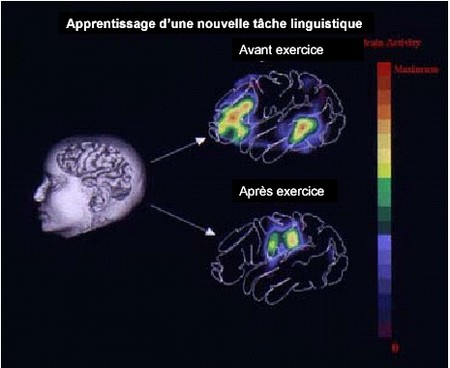 Apprentissage d'une nouvelle tâche linguistique
Avant exercice
Brain Activity
Maximum
Après exercice
0